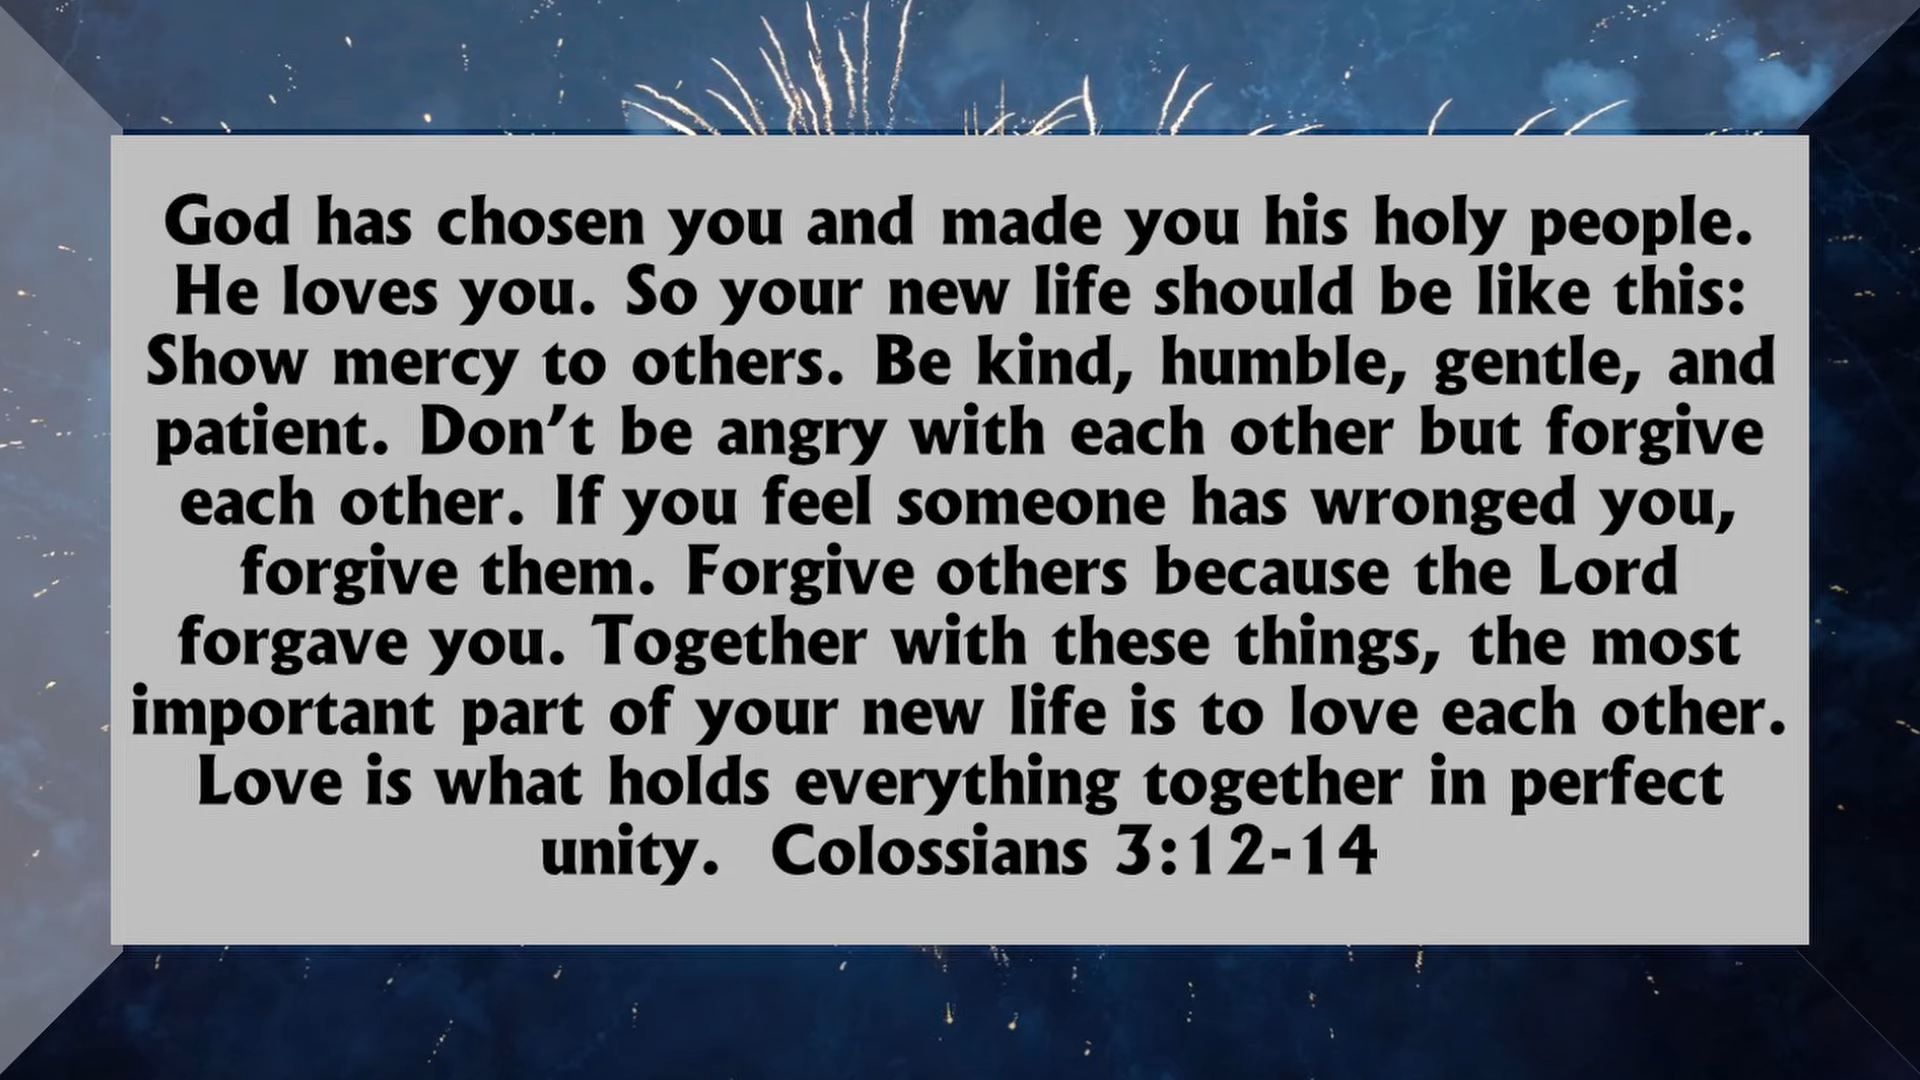 God has chosen you and made you his holy people.
He loves you. So your new life should be like this:
Show mercy to others. Be kind, humble, gentle, and
patient. Don’t be angry with each other but forgive
each other. If you feel someone has wronged you,
forgive them. Forgive others because the Lord
forgave you. Together with these things, the most
important part of your new life is to love each other.
Love is what holds everything together in perfect
unity.  Colossians 3:12-14